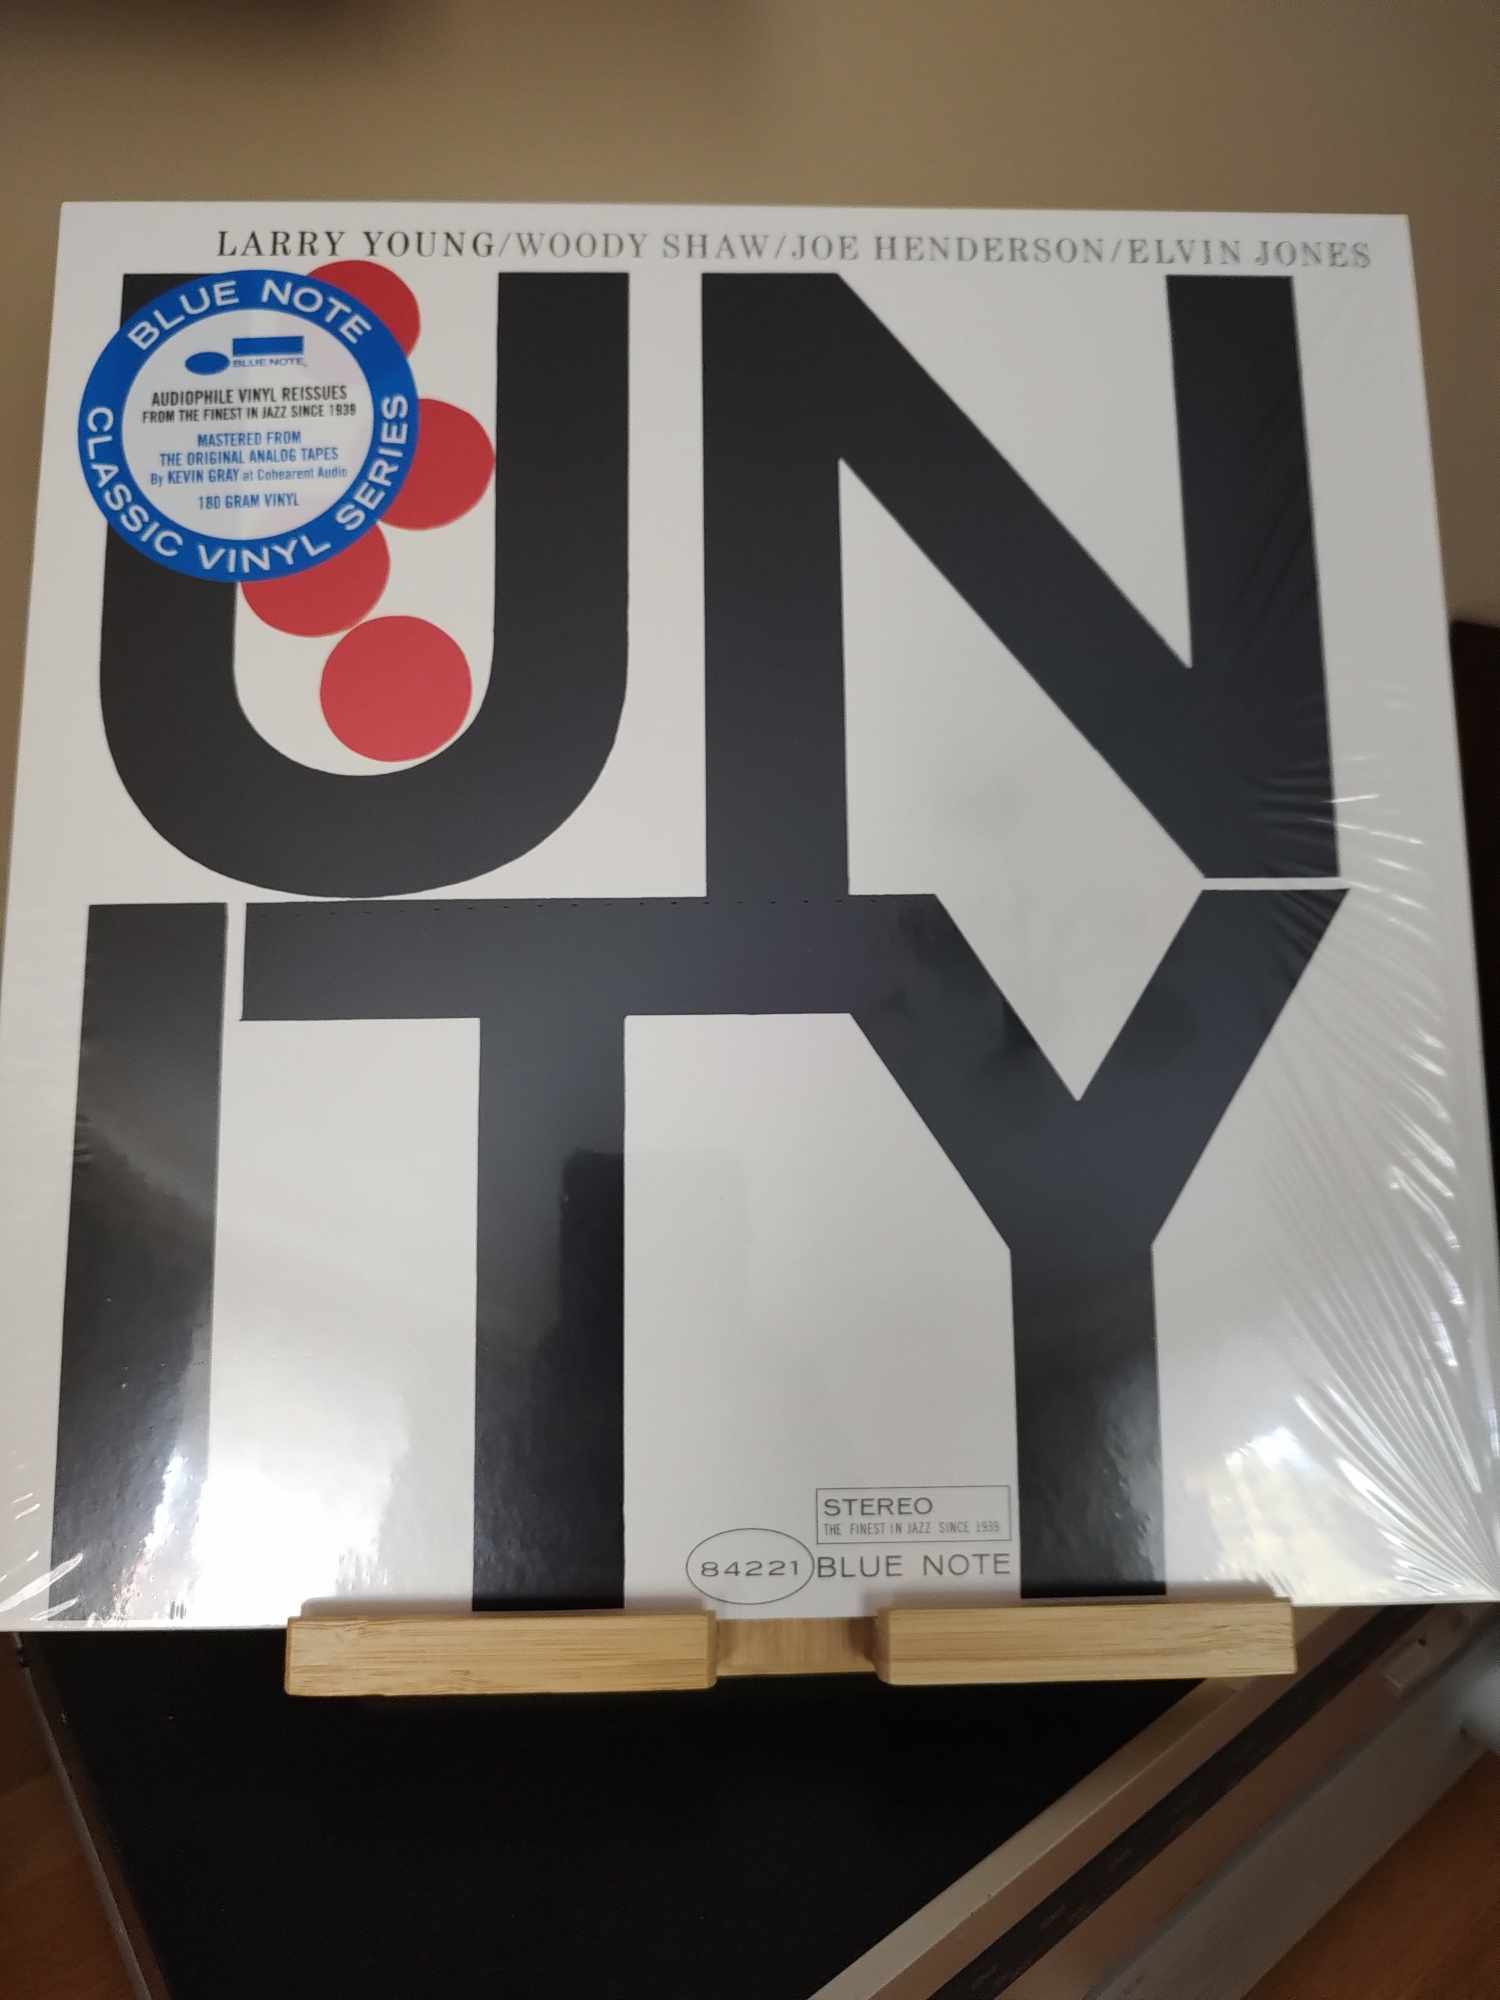 LARRY YOUNG/WOODY SHAW/JOE HENDERSON/ELVIN JONES
UN
ITY
BLUE NOTE
CLASSIC VINYL SERIES
BLUE NOTE
AUDIOPHILE VINYL REISSUES
FROM THE FINEST IN JAZZ SINCE 1939
MASTERED FROM
THE ORIGINAL ANALOG TAPES
By KEVIN GRAY at Cohearent Audio
180 GRAM VINYL
STEREO
THE FINEST IN JAZZ SINCE 1939
84221 BLUE NOTE